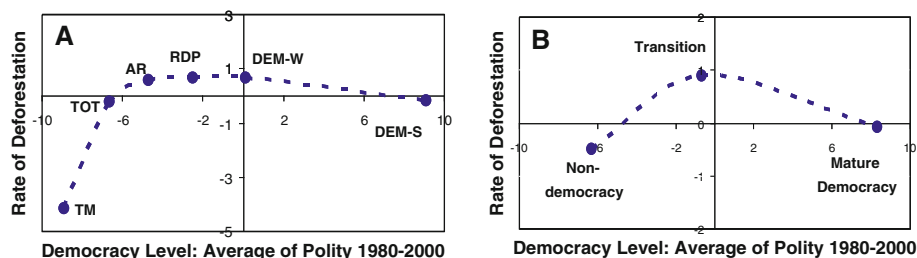 A
Rate of Deforestation
3
1
-1
-3
-5
-10
-6
2
6
10
TM
TOT
AR
RDP
DEM-W
DEM-S
Democracy Level: Average of Polity 1980-2000
B
Rate of Deforestation
2
1
0
-1
-2
-10
-6
-2
2
6
10
Transition
Non-
democracy
Mature
Democracy
Democracy Level: Average of Polity 1980-2000